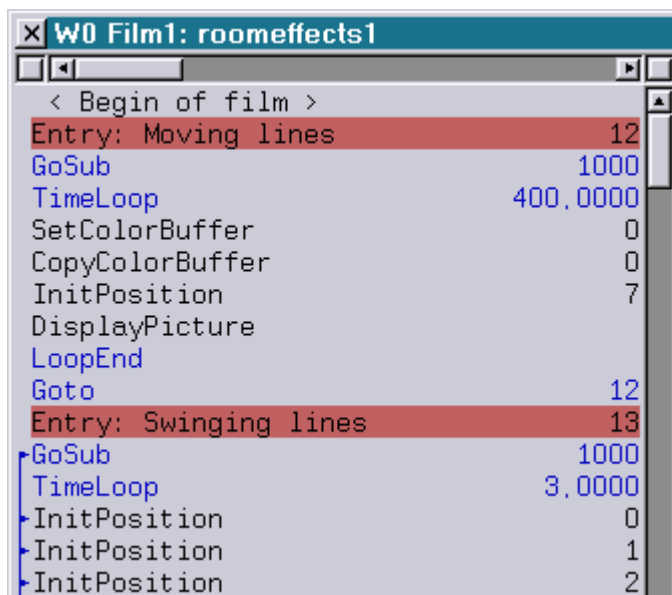 W0 Film1: roomeffects1
< Begin of film >
Entry: Moving lines 12
GoSub 1000
TimeLoop 400,0000
SetColorBuffer 0
CopyColorBuffer 0
InitPosition 7
DisplayPicture
LoopEnd
Goto 12
Entry: Swinging lines 13
GoSub 1000
TimeLoop 3,0000
InitPosition 0
InitPosition 1
InitPosition 2